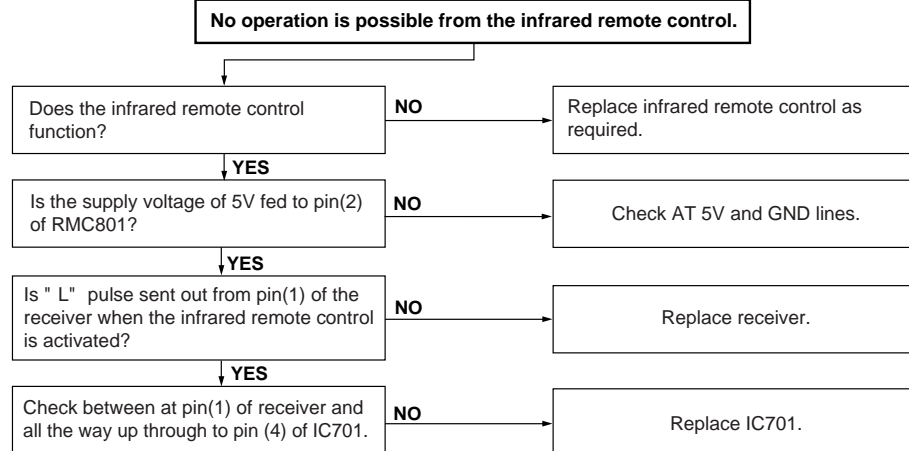 No operation is possible from the infrared remote control.
Does the infrared remote control
function?
NO
Replace infrared remote control as
required.
YES
Is the supply voltage of 5V fed to pin(2)
of RMC801?
NO
Check AT 5V and GND lines.
YES
Is " L" pulse sent out from pin(1) of the
receiver when the infrared remote control
is activated?
NO
Replace receiver.
YES
Check between at pin(1) of receiver and
all the way up through to pin (4) of IC701.
NO
Replace IC701.